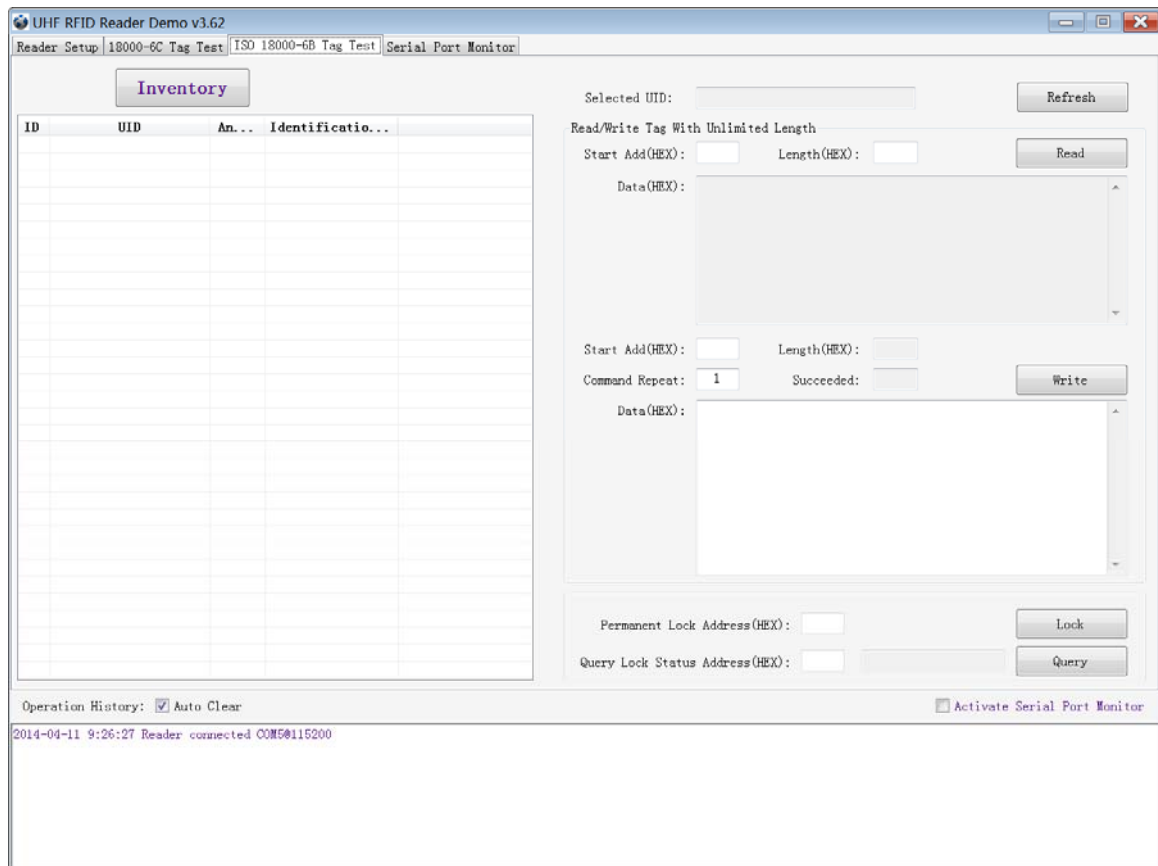 UHF RFID Reader Demo v3.62
Reader Setup 18000-6C Tag Test ISO 18000-6B Tag Test Serial Port Monitor
Inventory
ID UID An... Identificatio...
Selected UID: Refresh
Read/Write Tag With Unlimited Length
Start Add(HEX): Length(HEX): Read
Data(HEX):
Start Add(HEX): Length(HEX):
Command Repeat: 1 Succeeded: Write
Data(HEX):
Permanent Lock Address(HEX): Lock
Query Lock Status Address(HEX): Query
Operation History: Auto Clear Activate Serial Port Monitor
2014-04-11 9:26:27 Reader connected COM5@115200